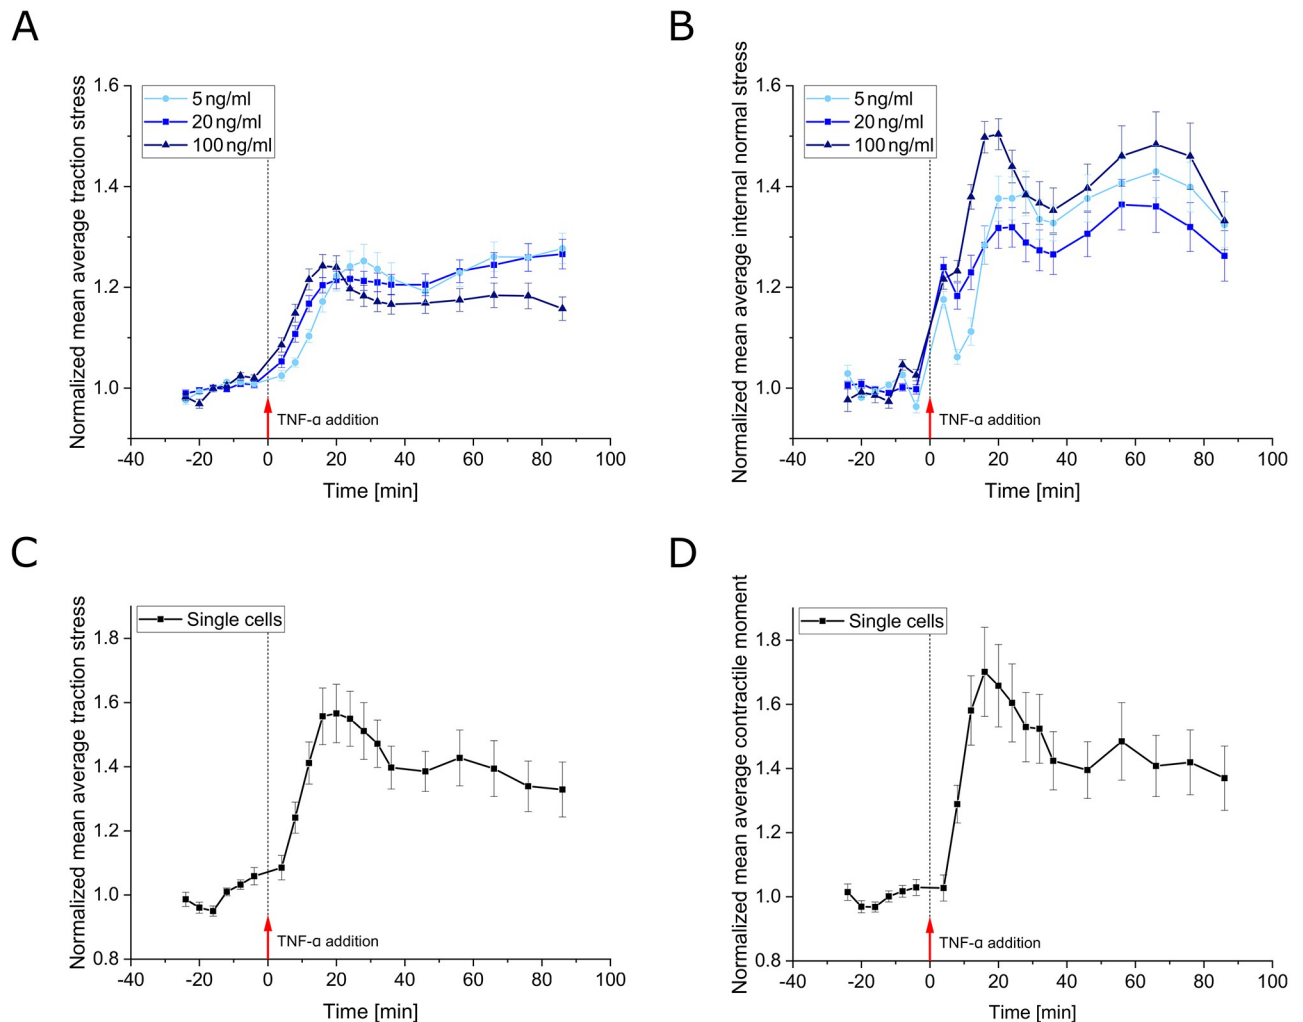 A
Normalized mean average traction stress
1.6
1.4
1.2
1.0
5 ng/ml
20 ng/ml
100 ng/ml
TNF-α addition
-40
-20
0
20
40
60
80
100
Time [min]
B
Normalized mean average internal normal stress
1.6
1.4
1.2
1.0
5 ng/ml
20 ng/ml
100 ng/ml
TNF-α addition
-40
-20
0
20
40
60
80
100
Time [min]
C
Normalized mean average traction stress
1.8
1.6
1.4
1.2
1.0
0.8
Single cells
TNF-α addition
-40
-20
0
20
40
60
80
100
Time [min]
D
Normalized mean average contractile moment
1.8
1.6
1.4
1.2
1.0
0.8
Single cells
TNF-α addition
-40
-20
0
20
40
60
80
100
Time [min]